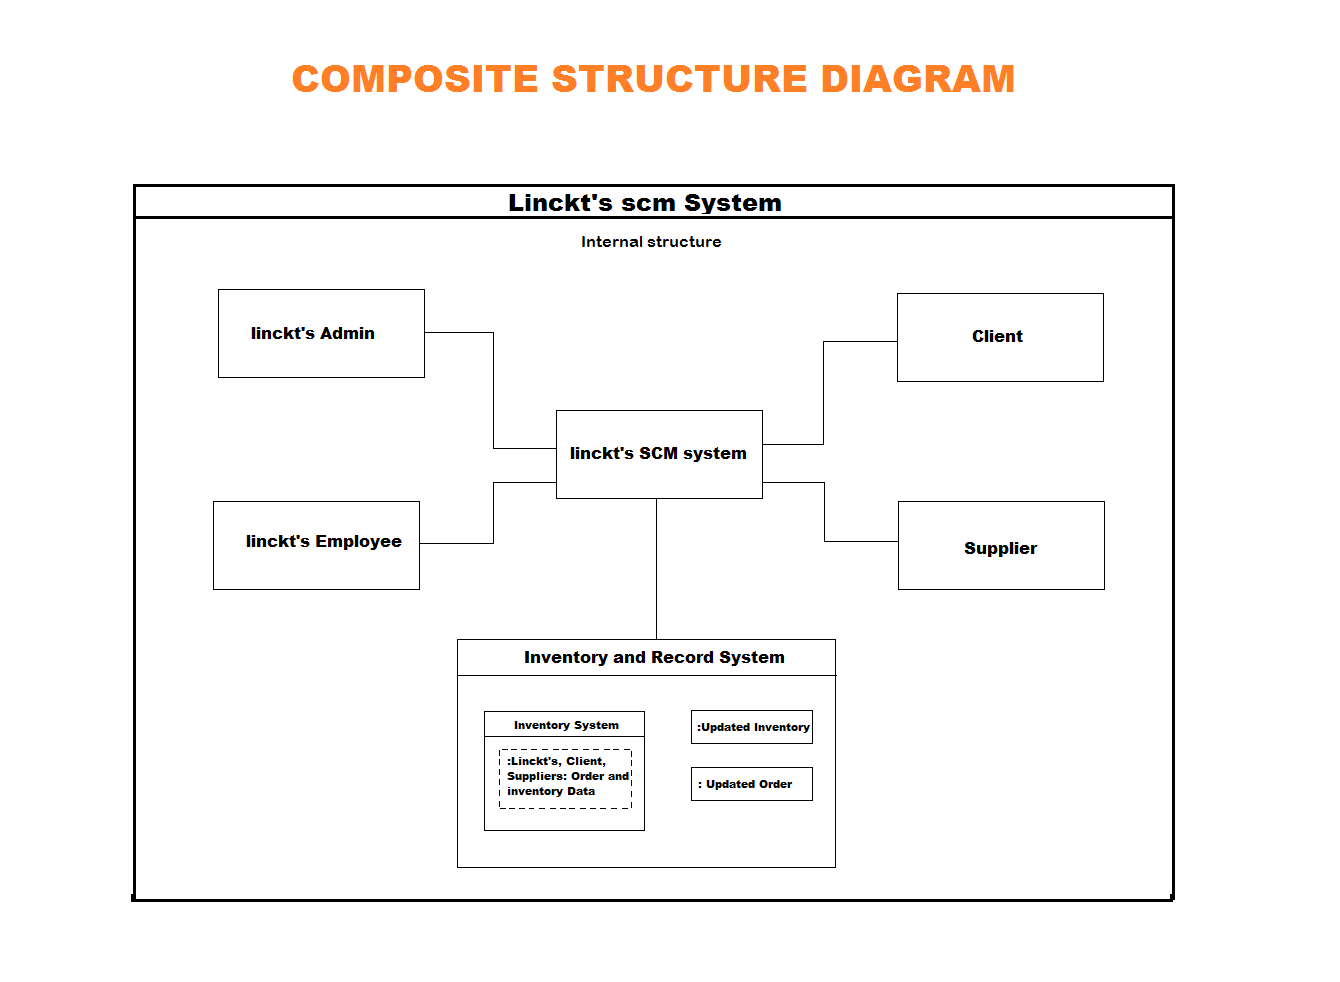 COMPOSITE STRUCTURE DIAGRAM
Linckt's scm System
Internal structure
linckt's Admin
Client
linckt's SCM system
linckt's Employee
Supplier
Inventory and Record System
Inventory System
:Linckt's, Client,
Suppliers: Order and
inventory Data
:Updated Inventory
: Updated Order